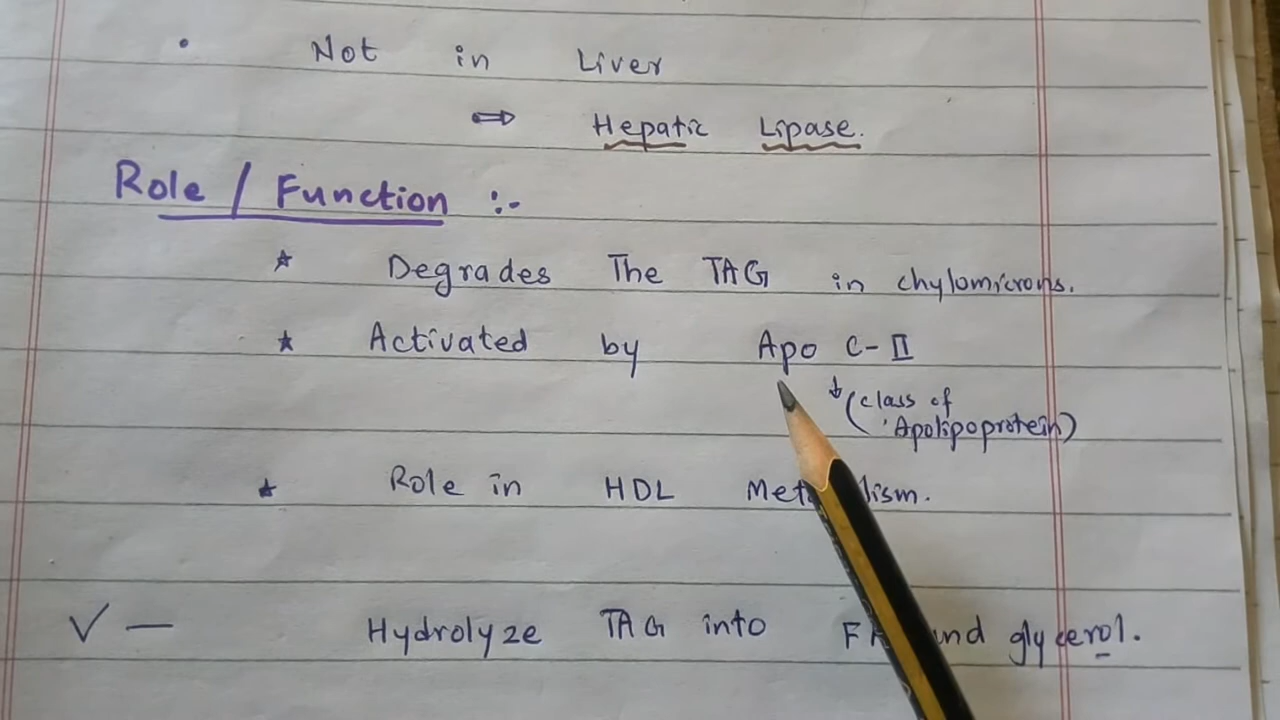 • Not in Liver
⇒ Hepatic Lipase.
Role / Function :-
★ Degrades The TAG in chylomicrons.
★ Activated by Apo C-II
↓ (class of
Apolipoprotein)
★ Role in HDL
✓ — Hydrolyze TAG into and glycerol.